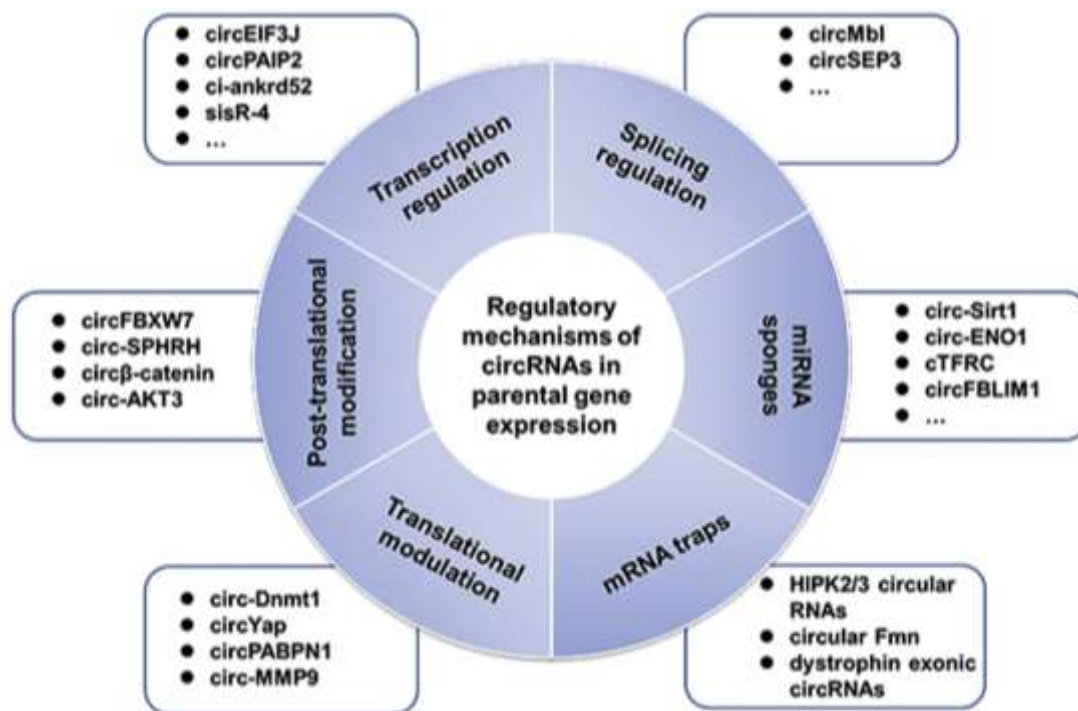 ● circEIF3J
● circPAIP2
● ci-ankrd52
● sisR-4
● ...
● circMbl
● circSEP3
● ...
Transcription
regulation
Splicing
regulation
● circFBXW7
● circ-SPHRH
● circβ-catenin
● circ-AKT3
Post-translational
modification
Regulatory
mechanisms of
circRNAs in
parental gene
expression
miRNA
sponges
● circ-Sirt1
● circ-ENO1
● cTFRC
● circFBLIM1
● ...
Translational
modulation
mRNA traps
● circ-Dnmt1
● circYap
● circPABPN1
● circ-MMP9
● HIPK2/3 circular
RNAs
● circular Fmn
● dystrophin exonic
circRNAs